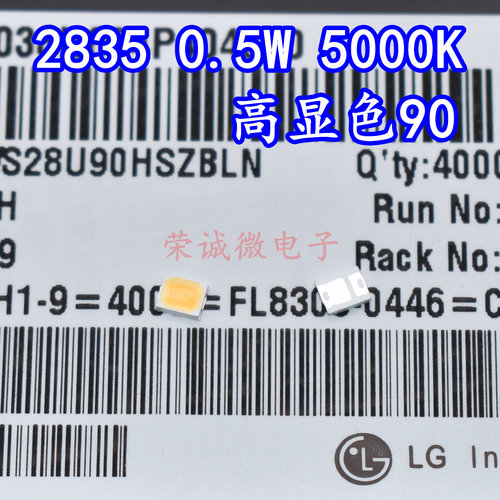 2835 0.5W 5000K
高显色90
S28U90HSZBLN
Q'ty:4000
H
Run No:
9
Rack No:
荣诚微电子
H1-9=400
=FL830
0446=C
LG In